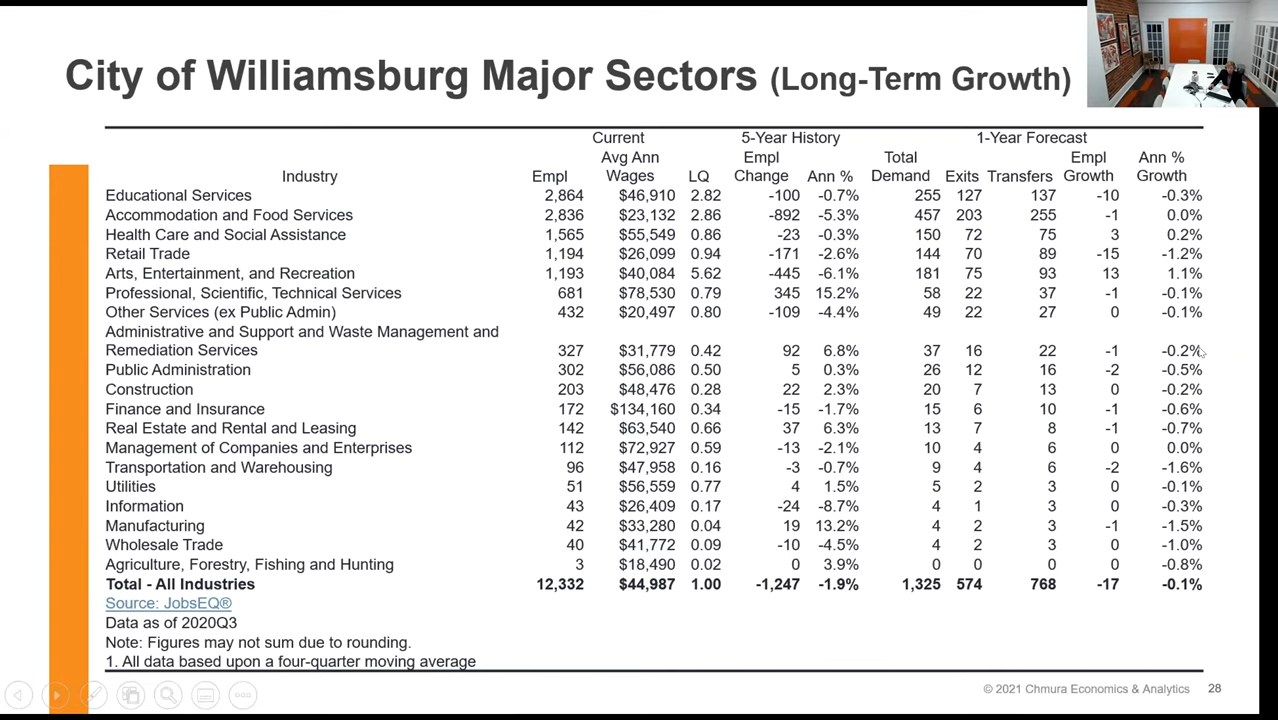 City of Williamsburg Major Sectors (Long-Term Growth)
Current 5-Year History 1-Year Forecast
Avg Ann Empl Total Empl Ann %
Industry Empl Wages LQ Change Ann % Demand Exits Transfers Growth Growth
Educational Services 2,864 $46,910 2.82 -100 -0.7% 255 127 137 -10 -0.3%
Accommodation and Food Services 2,836 $23,132 2.86 -892 -5.3% 457 203 255 -1 0.0%
Health Care and Social Assistance 1,565 $55,549 0.86 -23 -0.3% 150 72 75 3 0.2%
Retail Trade 1,194 $26,099 0.94 -171 -2.6% 144 70 89 -15 -1.2%
Arts, Entertainment, and Recreation 1,193 $40,084 5.62 -445 -6.1% 181 75 93 13 1.1%
Professional, Scientific, Technical Services 681 $78,530 0.79 345 15.2% 58 22 37 -1 -0.1%
Other Services (ex Public Admin) 432 $20,497 0.80 -109 -4.4% 49 22 27 0 -0.1%
Administrative and Support and Waste Management and
Remediation Services 327 $31,779 0.42 92 6.8% 37 16 22 -1 -0.2%
Public Administration 302 $56,086 0.50 5 0.3% 26 12 16 -2 -0.5%
Construction 203 $48,476 0.28 22 2.3% 20 7 13 0 -0.2%
Finance and Insurance 172 $134,160 0.34 -15 -1.7% 15 6 10 -1 -0.6%
Real Estate and Rental and Leasing 142 $63,540 0.66 37 6.3% 13 7 8 -1 -0.7%
Management of Companies and Enterprises 112 $72,927 0.59 -13 -2.1% 10 4 6 0 0.0%
Transportation and Warehousing 96 $47,958 0.16 -3 -0.7% 9 4 6 -2 -1.6%
Utilities 51 $56,559 0.77 4 1.5% 5 2 3 0 -0.1%
Information 43 $26,409 0.17 -24 -8.7% 4 1 3 0 -0.3%
Manufacturing 42 $33,280 0.04 19 13.2% 4 2 3 -1 -1.5%
Wholesale Trade 40 $41,772 0.09 -10 -4.5% 4 2 3 0 -1.0%
Agriculture, Forestry, Fishing and Hunting 3 $18,490 0.02 0 3.9% 0 0 0 0 -0.8%
Total - All Industries 12,332 $44,987 1.00 -1,247 -1.9% 1,325 574 768 -17 -0.1%
Source: JobsEQ®
Data as of 2020Q3
Note: Figures may not sum due to rounding.
1. All data based upon a four-quarter moving average
© 2021 Chmura Economics & Analytics 28